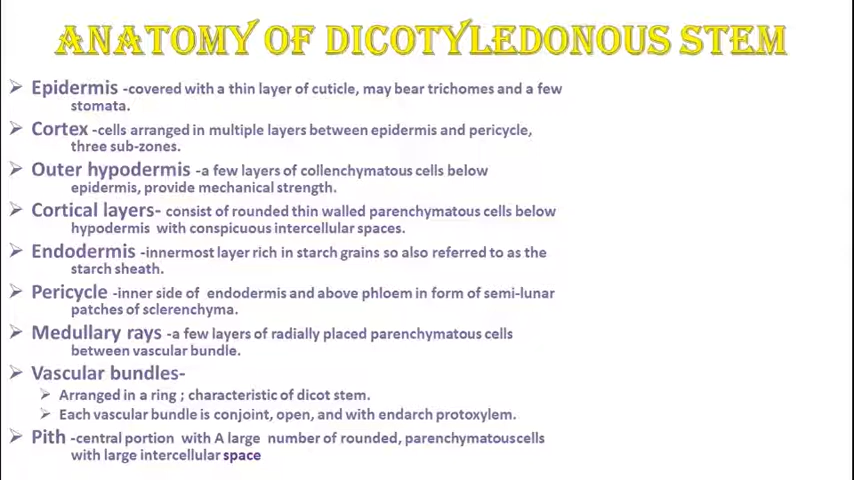 ANATOMY OF DICOTYLEDONOUS STEM
Epidermis -covered with a thin layer of cuticle, may bear trichomes and a few
stomata.
Cortex -cells arranged in multiple layers between epidermis and pericycle,
three sub-zones.
Outer hypodermis -a few layers of collenchymatous cells below
epidermis, provide mechanical strength.
Cortical layers- consist of rounded thin walled parenchymatous cells below
hypodermis with conspicuous intercellular spaces.
Endodermis -innermost layer rich in starch grains so also referred to as the
starch sheath.
Pericycle -inner side of endodermis and above phloem in form of semi-lunar
patches of sclerenchyma.
Medullary rays -a few layers of radially placed parenchymatous cells
between vascular bundle.
Vascular bundles-
Arranged in a ring ; characteristic of dicot stem.
Each vascular bundle is conjoint, open, and with endarch protoxylem.
Pith -central portion with A large number of rounded, parenchymatouscells
with large intercellular space